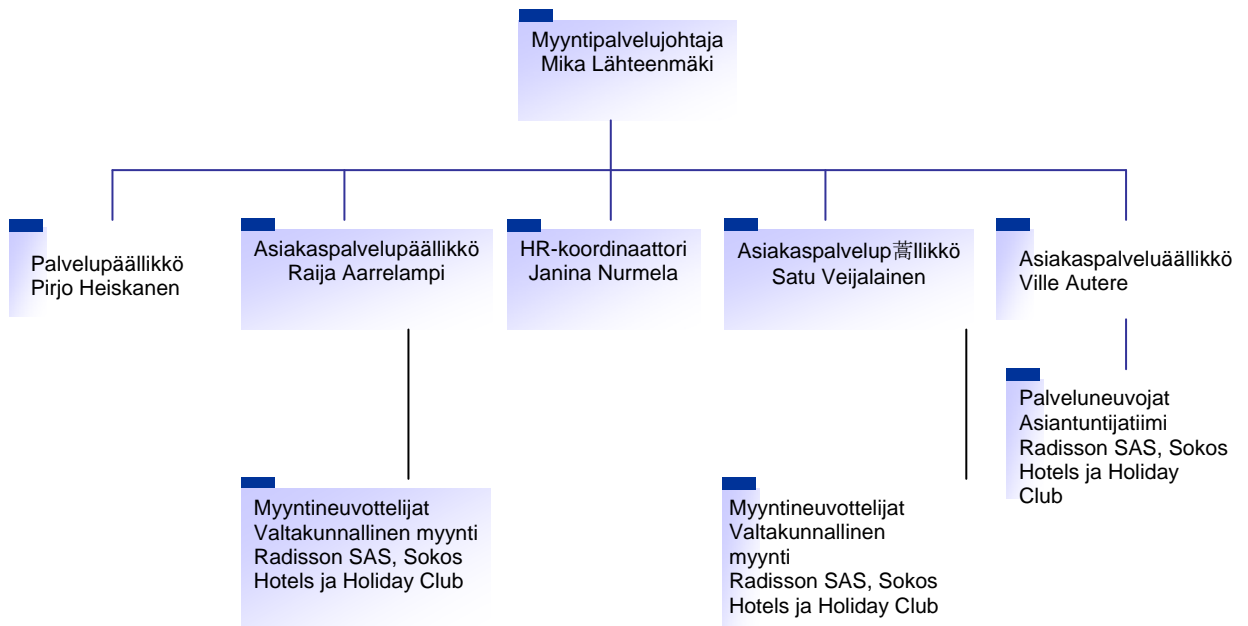 Myyntipalvelujohtaja
Mika Lähteenmäki
Palvelupäällikkö
Pirjo Heiskanen
Asiakaspalvelupäällikkö
Raija Aarrelampi
HR-koordinaattori
Janina Nurmela
Asiakaspalvelup蒿llikkö
Satu Veijalainen
Asiakaspalveluäällikkö
Ville Autere
Palveluneuvojat
Asiantuntijatiimi
Radisson SAS, Sokos
Hotels ja Holiday
Club
Myyntineuvottelijat
Valtakunnallinen myynti
Radisson SAS, Sokos
Hotels ja Holiday Club
Myyntineuvottelijat
Valtakunnallinen
myynti
Radisson SAS, Sokos
Hotels ja Holiday Club